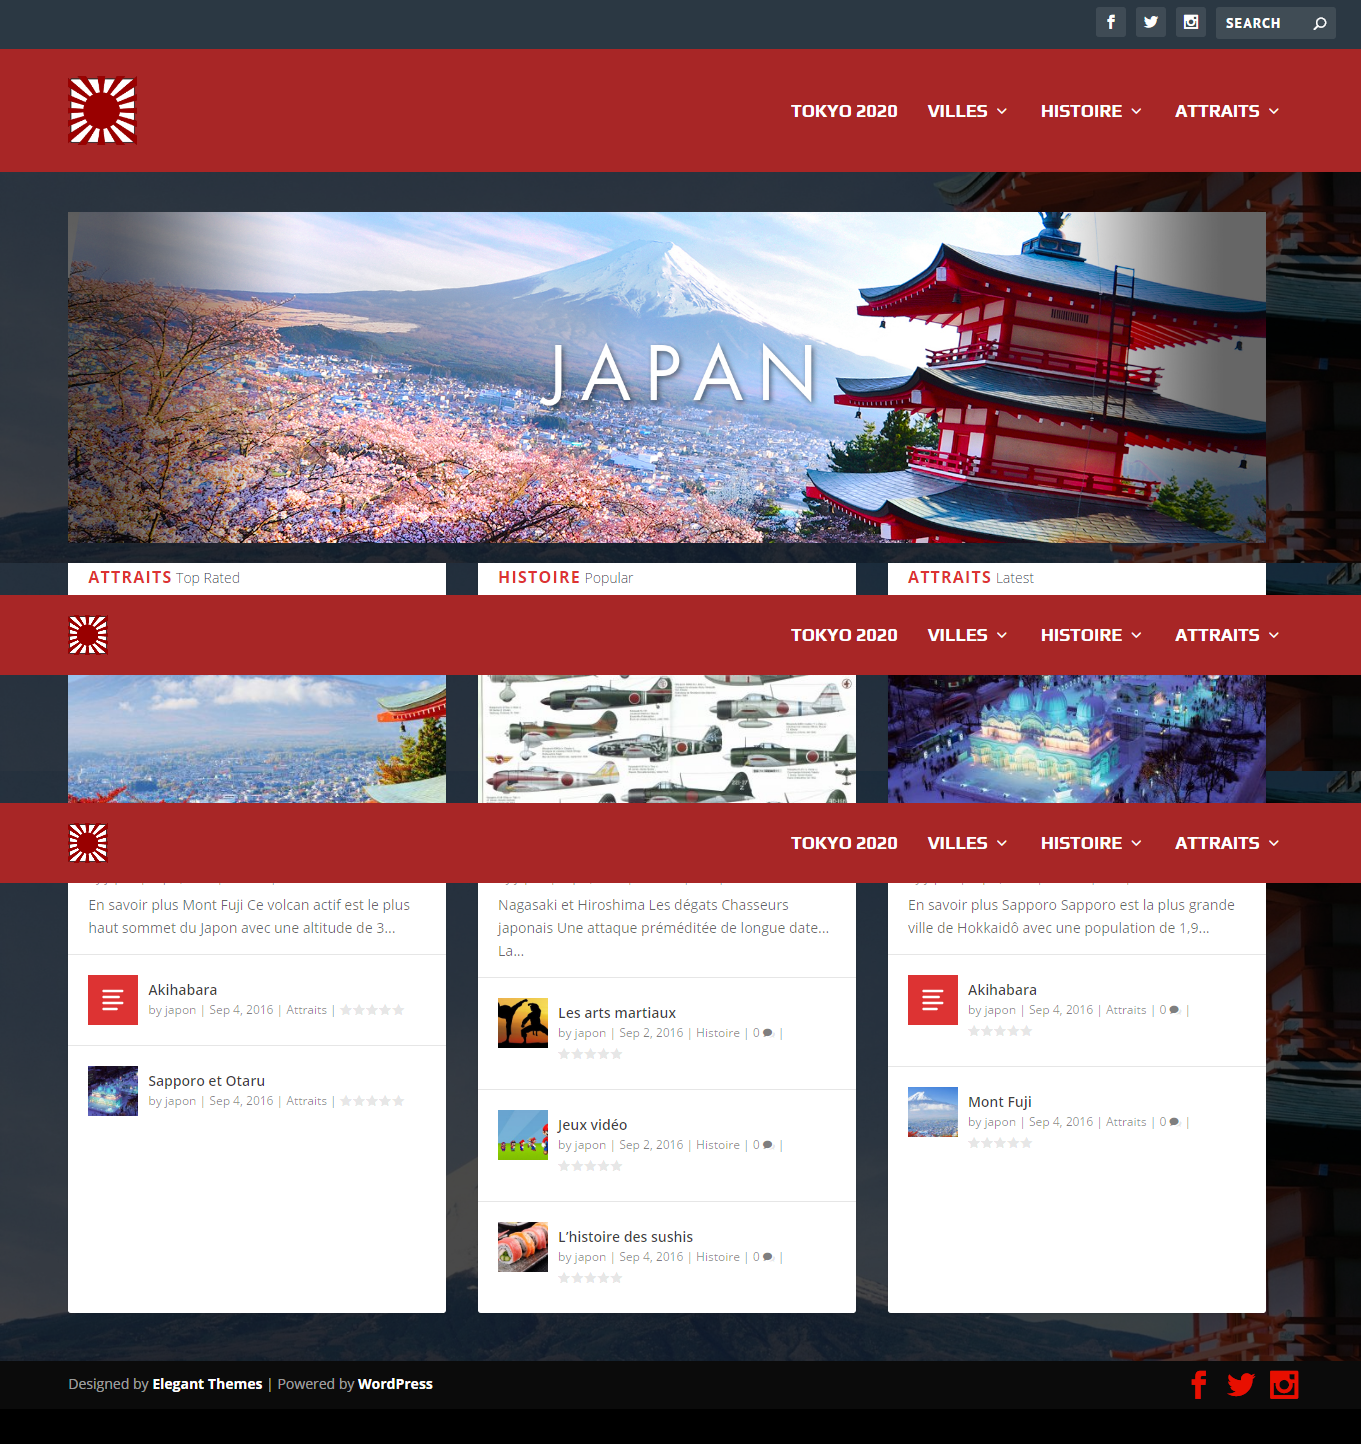 SEARCH
TOKYO 2020 VILLES HISTOIRE ATTRAITS
JAPAN
ATTRAITS Top Rated
HISTOIRE Popular
ATTRAITS Latest
TOKYO 2020 VILLES HISTOIRE ATTRAITS
TOKYO 2020 VILLES HISTOIRE ATTRAITS
En savoir plus Mont Fuji Ce volcan actif est le plus
haut sommet du Japon avec une altitude de 3...
Akihabara
by japon | Sep 4, 2016 | Attraits |
Sapporo et Otaru
by japon | Sep 4, 2016 | Attraits |
Nagasaki et Hiroshima Les dégats Chasseurs
japonais Une attaque préméditée de longue date...
La...
Les arts martiaux
by japon | Sep 2, 2016 | Histoire | 0 |
Jeux vidéo
by japon | Sep 2, 2016 | Histoire | 0 |
L’histoire des sushis
by japon | Sep 4, 2016 | Histoire | 0 |
En savoir plus Sapporo Sapporo est la plus grande
ville de Hokkaidô avec une population de 1,9...
Akihabara
by japon | Sep 4, 2016 | Attraits | 0 |
Mont Fuji
by japon | Sep 4, 2016 | Attraits | 0 |
Designed by Elegant Themes | Powered by WordPress